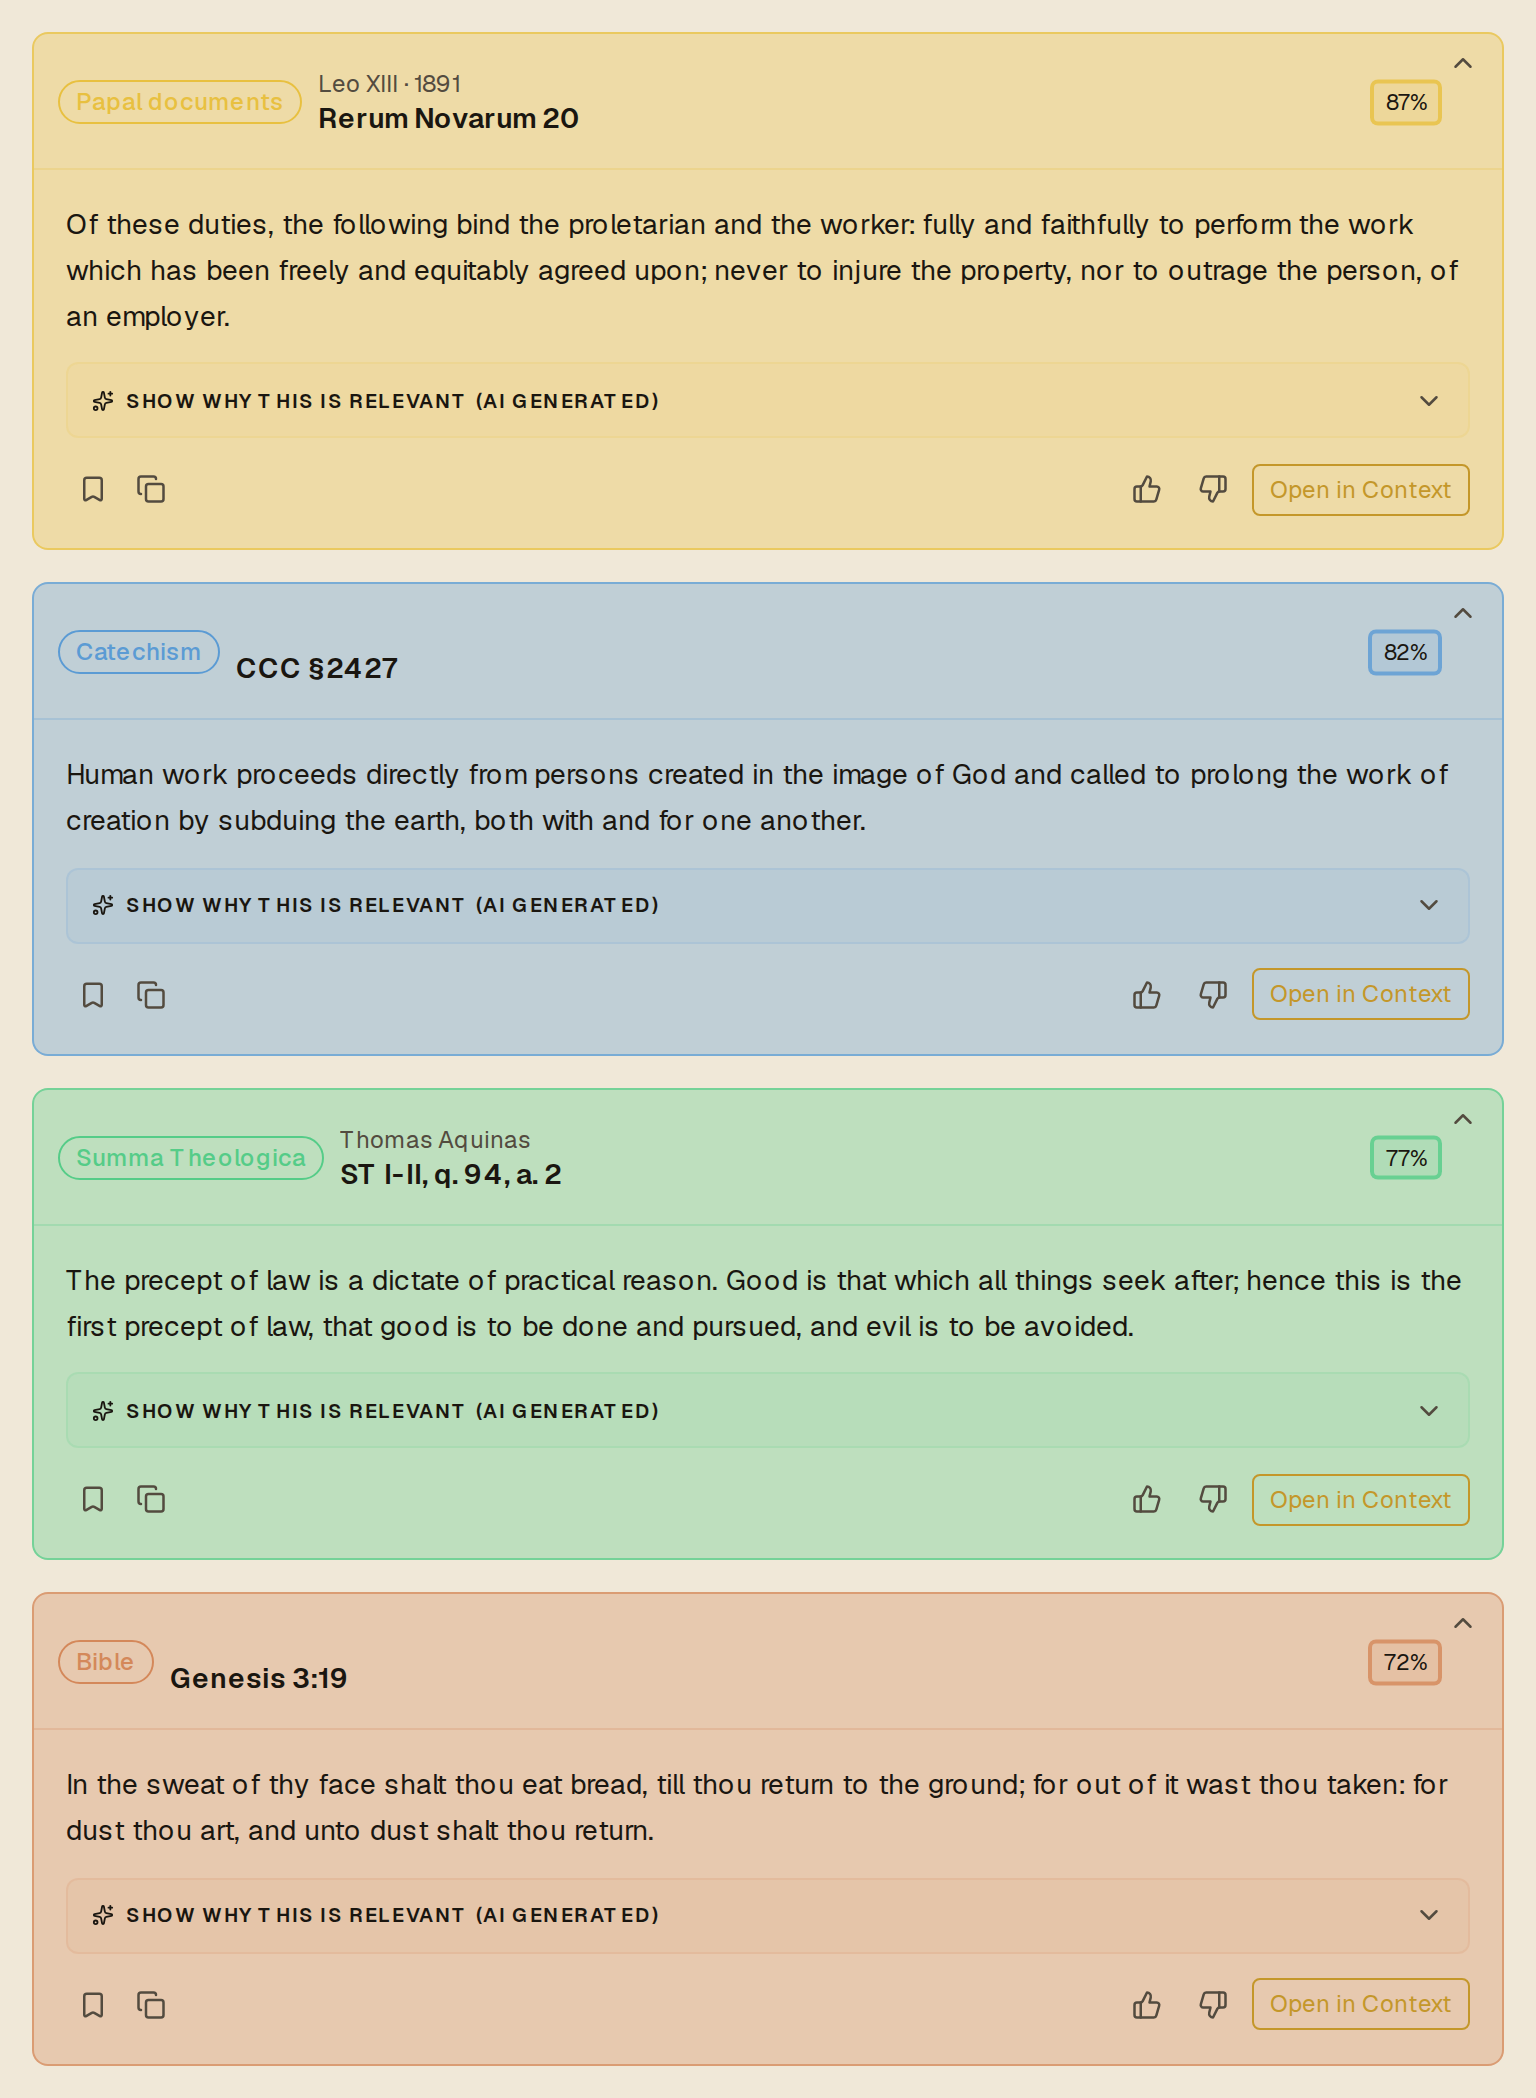 Papal documents
Leo XIII · 1891
Rerum Novarum 20
87%
Of these duties, the following bind the proletarian and the worker: fully and faithfully to perform the work
which has been freely and equitably agreed upon; never to injure the property, nor to outrage the person, of
an employer.
SHOW WHY THIS IS RELEVANT (AI GENERATED)
Open in Context
Catechism
CCC §2427
82%
Human work proceeds directly from persons created in the image of God and called to prolong the work of
creation by subduing the earth, both with and for one another.
SHOW WHY THIS IS RELEVANT (AI GENERATED)
Open in Context
Summa Theologica
Thomas Aquinas
ST I-II, q. 94, a. 2
77%
The precept of law is a dictate of practical reason. Good is that which all things seek after; hence this is the
first precept of law, that good is to be done and pursued, and evil is to be avoided.
SHOW WHY THIS IS RELEVANT (AI GENERATED)
Open in Context
Bible
Genesis 3:19
72%
In the sweat of thy face shalt thou eat bread, till thou return to the ground; for out of it wast thou taken: for
dust thou art, and unto dust shalt thou return.
SHOW WHY THIS IS RELEVANT (AI GENERATED)
Open in Context